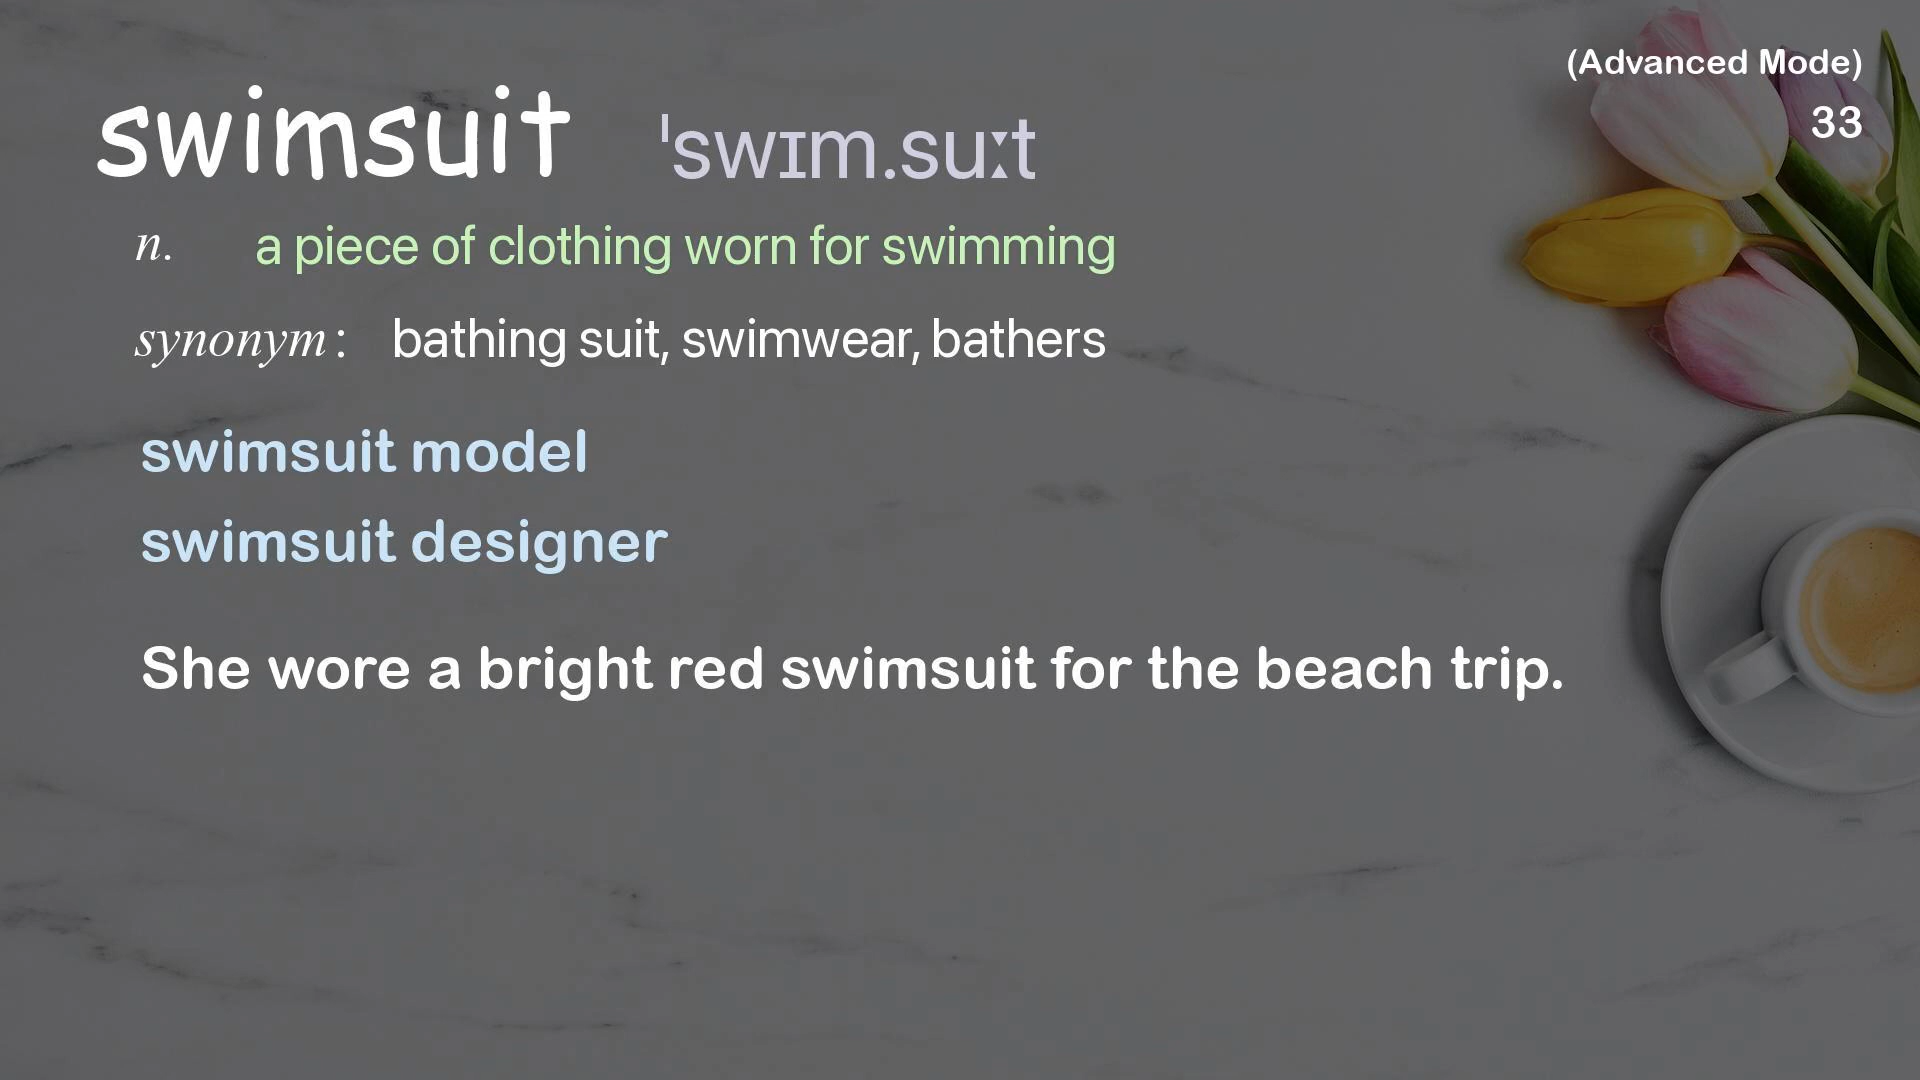 (Advanced Mode)
33
swimsuit ˈswɪm.suːt
n. a piece of clothing worn for swimming
synonym: bathing suit, swimwear, bathers
swimsuit model
swimsuit designer
She wore a bright red swimsuit for the beach trip.